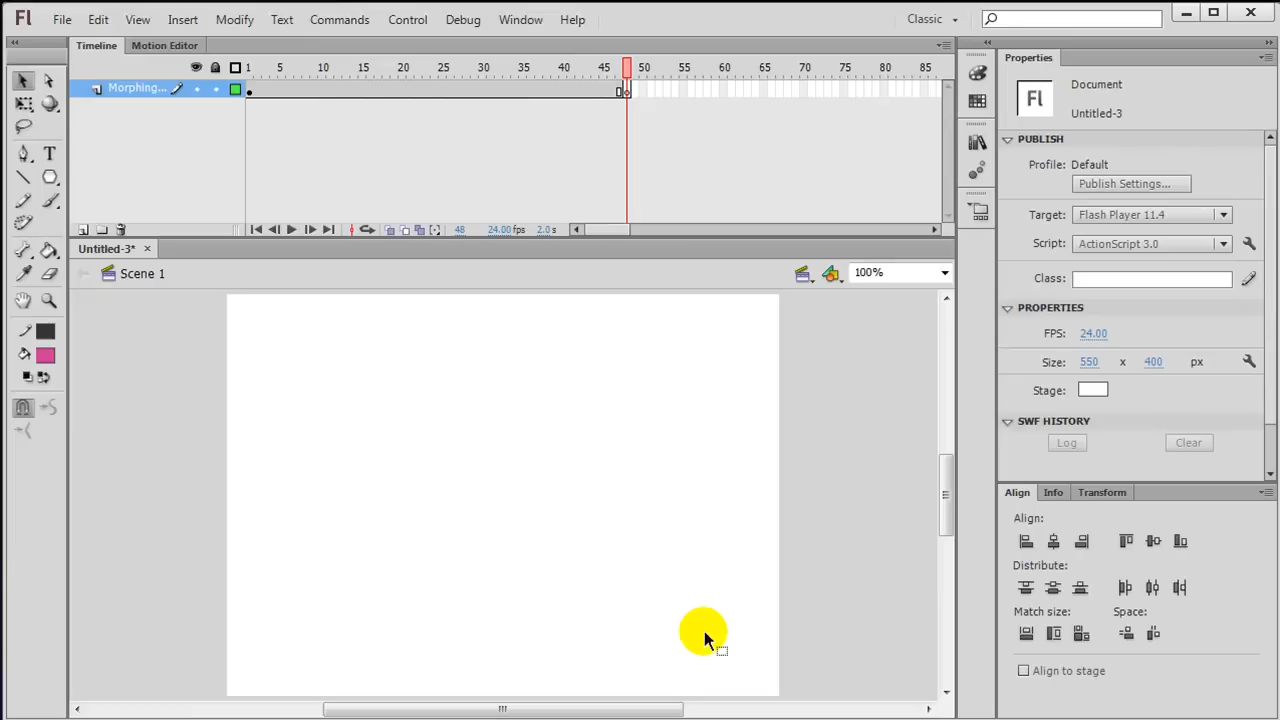 Fl File Edit View Insert Modify Text Commands Control Debug Window Help Classic
Timeline Motion Editor Properties
1 5 10 15 20 25 30 35 40 45 50 55 60 65 70 75 80 85
Morphing...
Fl Document
Untitled-3
PUBLISH
Profile: Default
Publish Settings...
Target: Flash Player 11.4
48 24.00 fps 2.0 s
Script: ActionScript 3.0
Untitled-3*
Scene 1 100%
Class:
PROPERTIES
FPS: 24.00
Size: 550 x 400 px
Stage:
SWF HISTORY
Log Clear
Align Info Transform
Align:
Distribute:
Match size: Space:
Align to stage